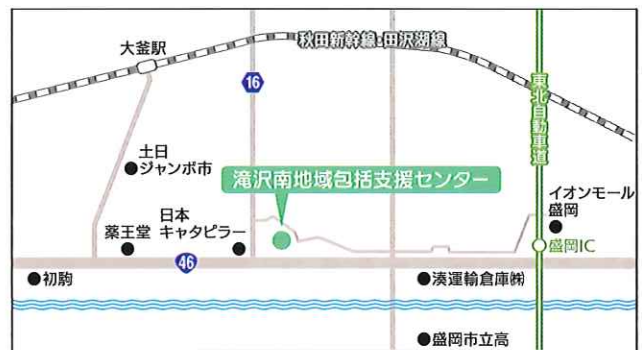 秋田新幹線・田沢湖線
大釜駅
16
東北自動車道
土日
ジャンボ市
滝沢南地域包括支援センター
イオンモール
盛岡
日本
キャタピラー
薬王堂
盛岡IC
46
初駒
湊運輸倉庫㈱
盛岡市立高